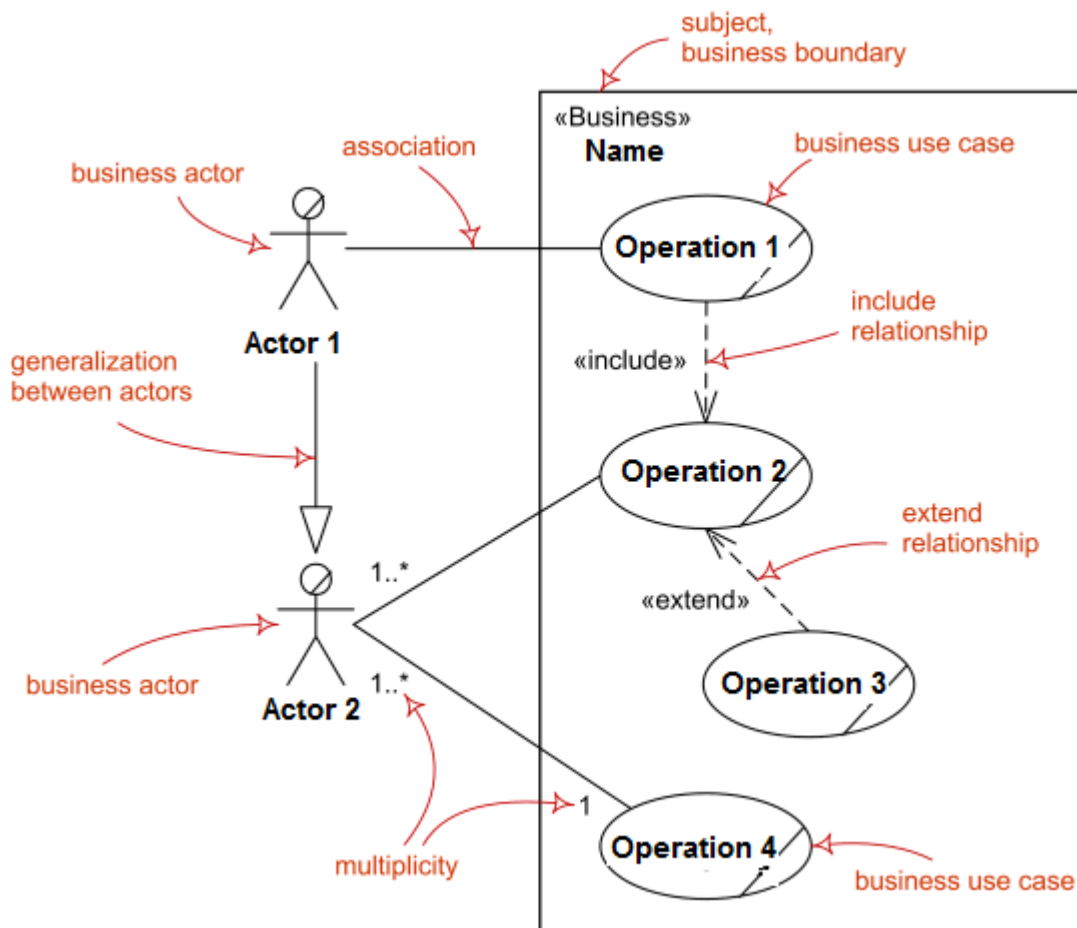 subject,
business boundary
«Business»
Name
business use case
association
business actor
Operation 1
include
relationship
Actor 1
«include»
generalization
between actors
Operation 2
extend
relationship
1..*
«extend»
business actor
1..*
Actor 2
Operation 3
1
multiplicity
Operation 4
business use case